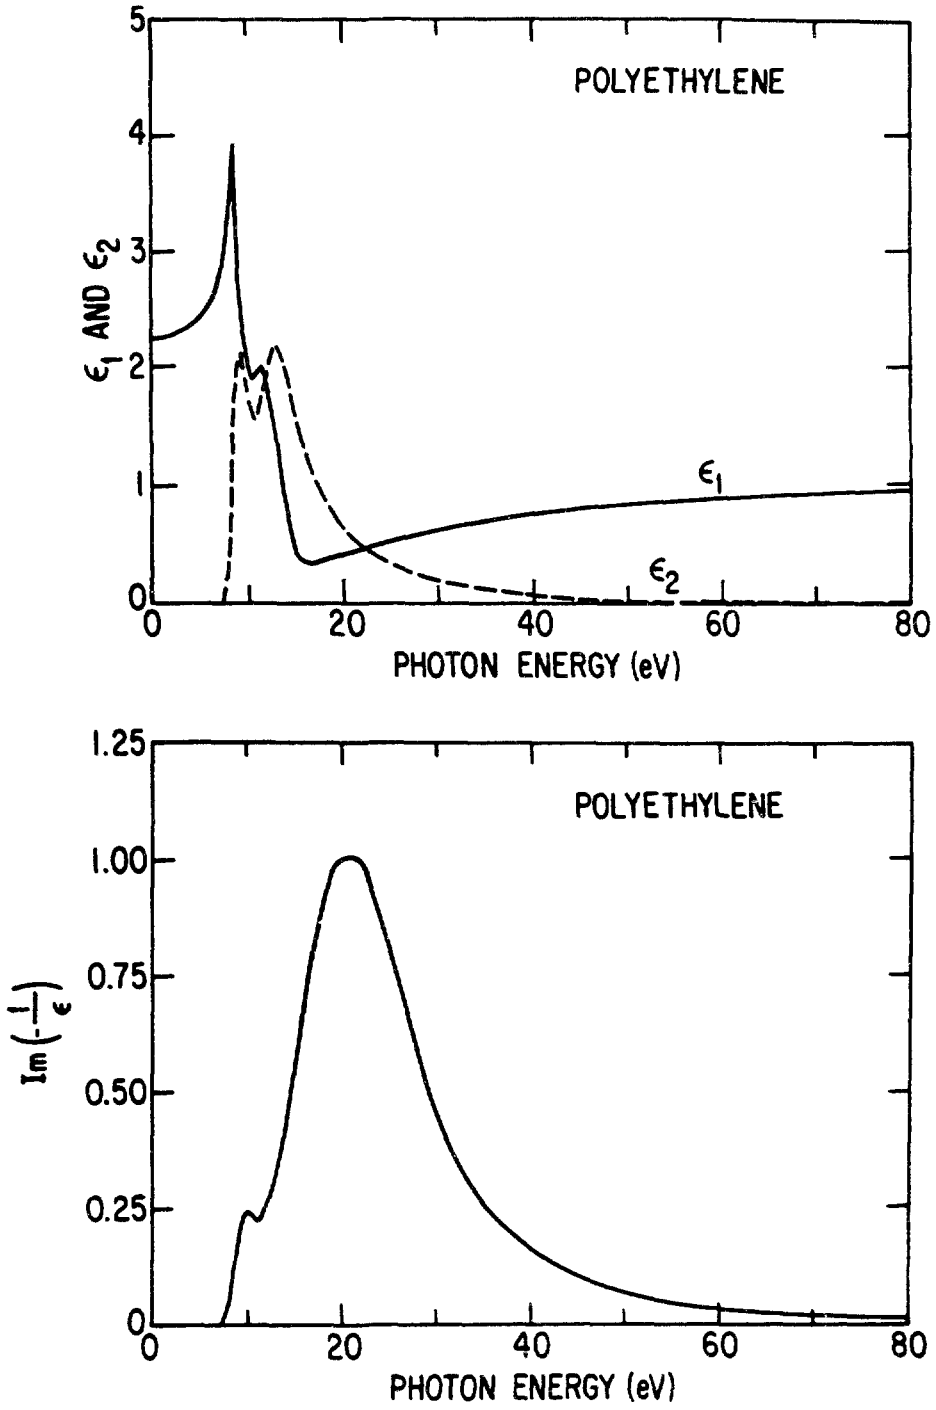 5
POLYETHYLENE
4
3
ϵ₁ AND ϵ₂
2
ϵ₁
1
ϵ₂
0
0 20 40 60 80
PHOTON ENERGY (eV)
1.25
POLYETHYLENE
1.00
0.75
Im(-1/ϵ)
0.50
0.25
0
0 20 40 60 80
PHOTON ENERGY (eV)